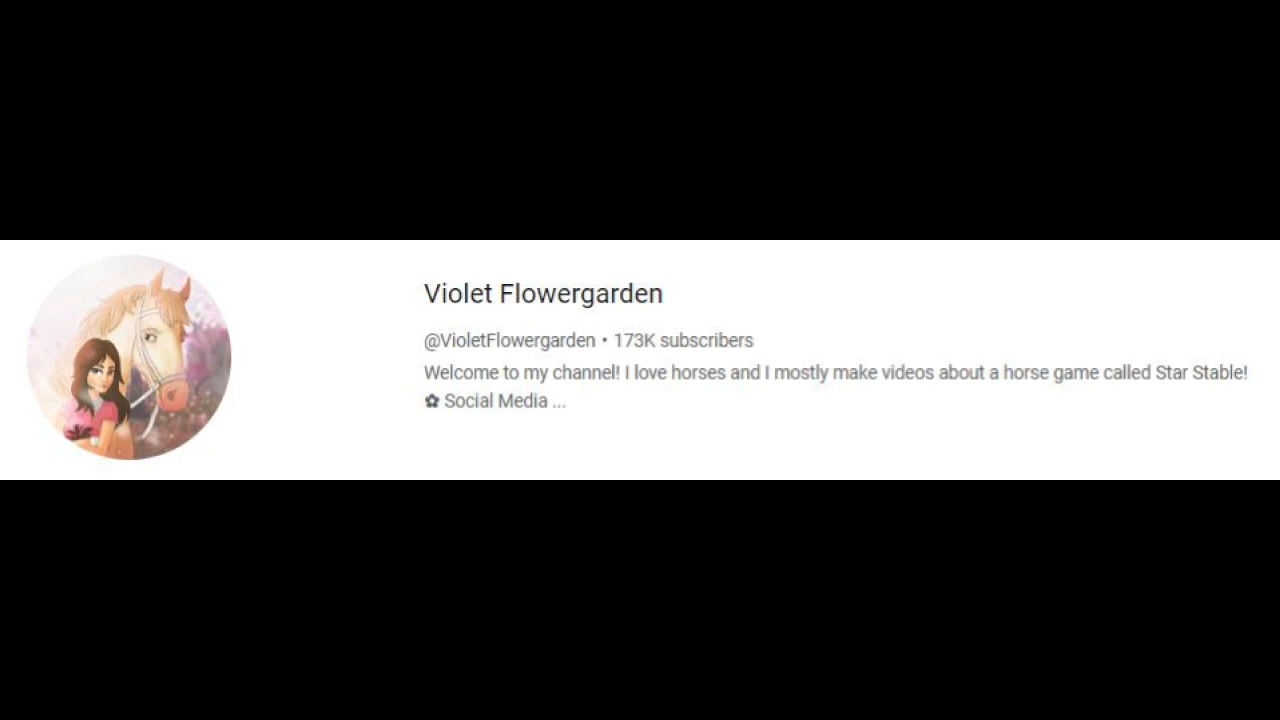 Violet Flowergarden
@VioletFlowergarden • 173K subscribers
Welcome to my channel! I love horses and I mostly make videos about a horse game called Star Stable!
✿ Social Media ...